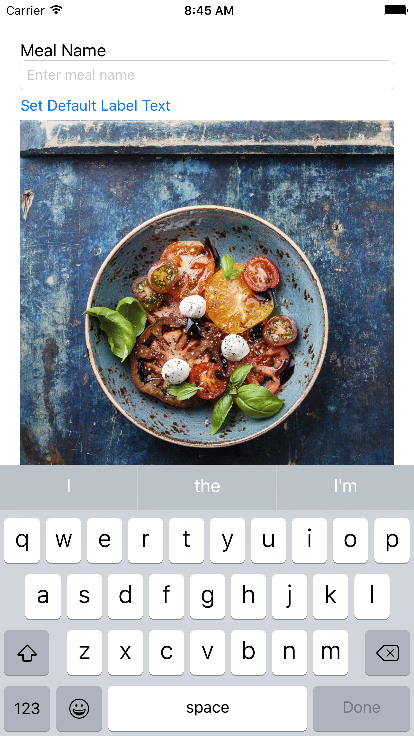 Carrier 8:45 AM
Meal Name
Enter meal name
Set Default Label Text
I the I'm
q w e r t y u i o p
a s d f g h j k l
z x c v b n m
123 space Done